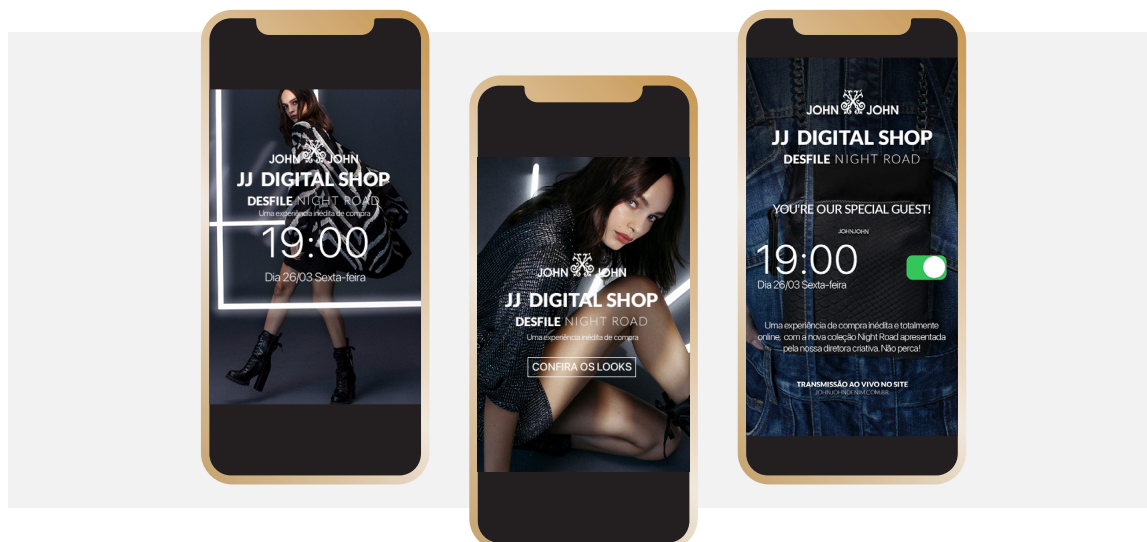 JOHN JOHN
JJ DIGITAL SHOP
DESFILE NIGHT ROAD
Uma experiência inédita de compra
19:00
Dia 26/03 Sexta-feira
JOHN JOHN
JJ DIGITAL SHOP
DESFILE NIGHT ROAD
Uma experiência inédita de compra
CONFIRA OS LOOKS
JOHN JOHN
JJ DIGITAL SHOP
DESFILE NIGHT ROAD
YOU'RE OUR SPECIAL GUEST!
JOHNJOHN
19:00
Dia 26/03 Sexta-feira
Uma experiência de compra inédita e totalmente
online, com a nova coleção Night Road apresentada
pela nossa diretora criativa. Não perca!
TRANSMISSÃO AO VIVO NO SITE
JOHNJOHNDENIM.COM.BR